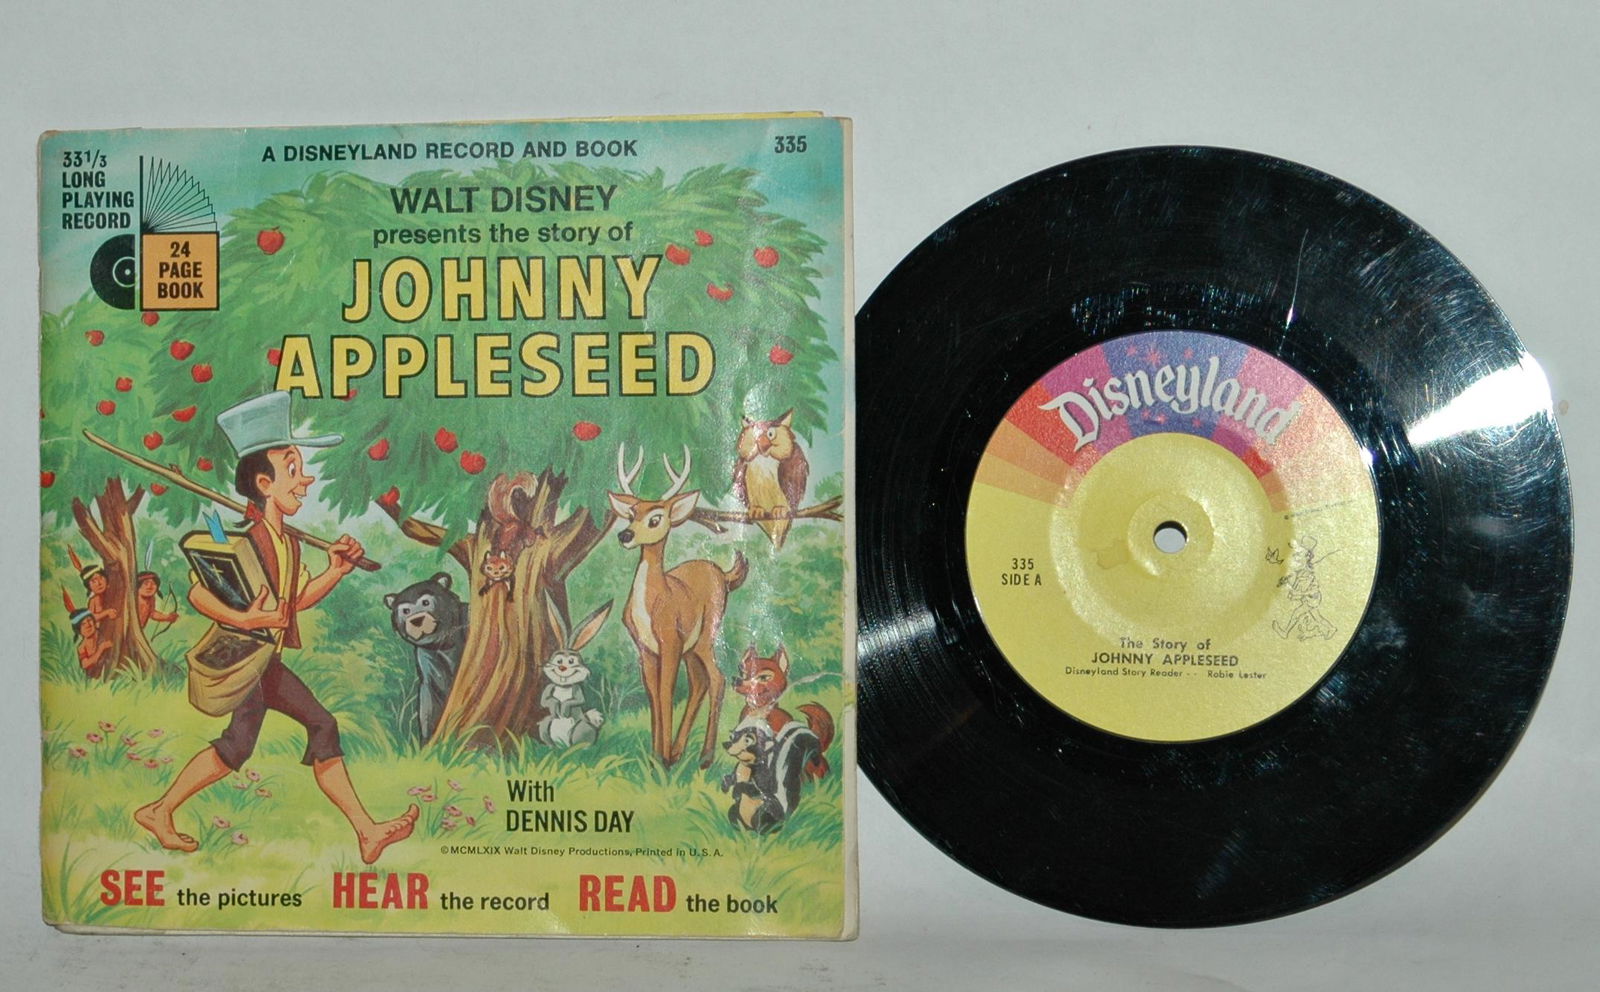 33 1/3
LONG
PLAYING
RECORD
24
PAGE
BOOK
A DISNEYLAND RECORD AND BOOK
335
WALT DISNEY
presents the story of
JOHNNY
APPLESEED
With
DENNIS DAY
©MCMLXIX Walt Disney Productions, Printed in U.S.A.
SEE the pictures HEAR the record READ the book
Disneyland
335
SIDE A
The Story of
JOHNNY APPLESEED
Disneyland Story Reader - - Robie Lester